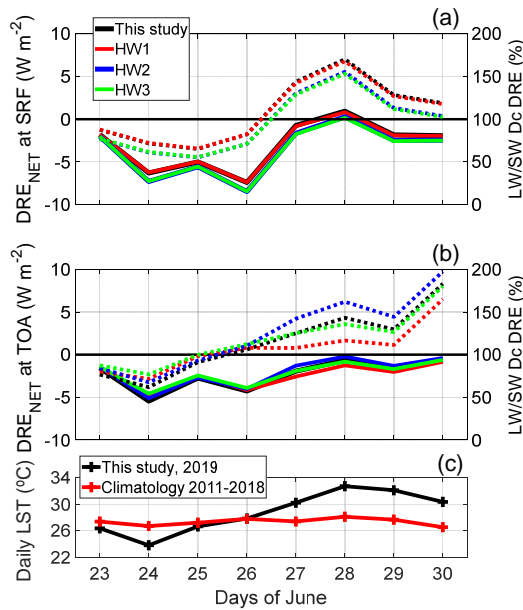 (a)
DRE_NET at SRF (W m⁻²)
10
5
0
-5
-10
This study
HW1
HW2
HW3
200
150
100
50
0
LW/SW Dc DRE (%)
(b)
DRE_NET at TOA (W m⁻²)
10
5
0
-5
-10
200
150
100
50
0
LW/SW Dc DRE (%)
(c)
Daily LST (ºC)
34
30
26
22
This study, 2019
Climatology 2011-2018
23 24 25 26 27 28 29 30
Days of June